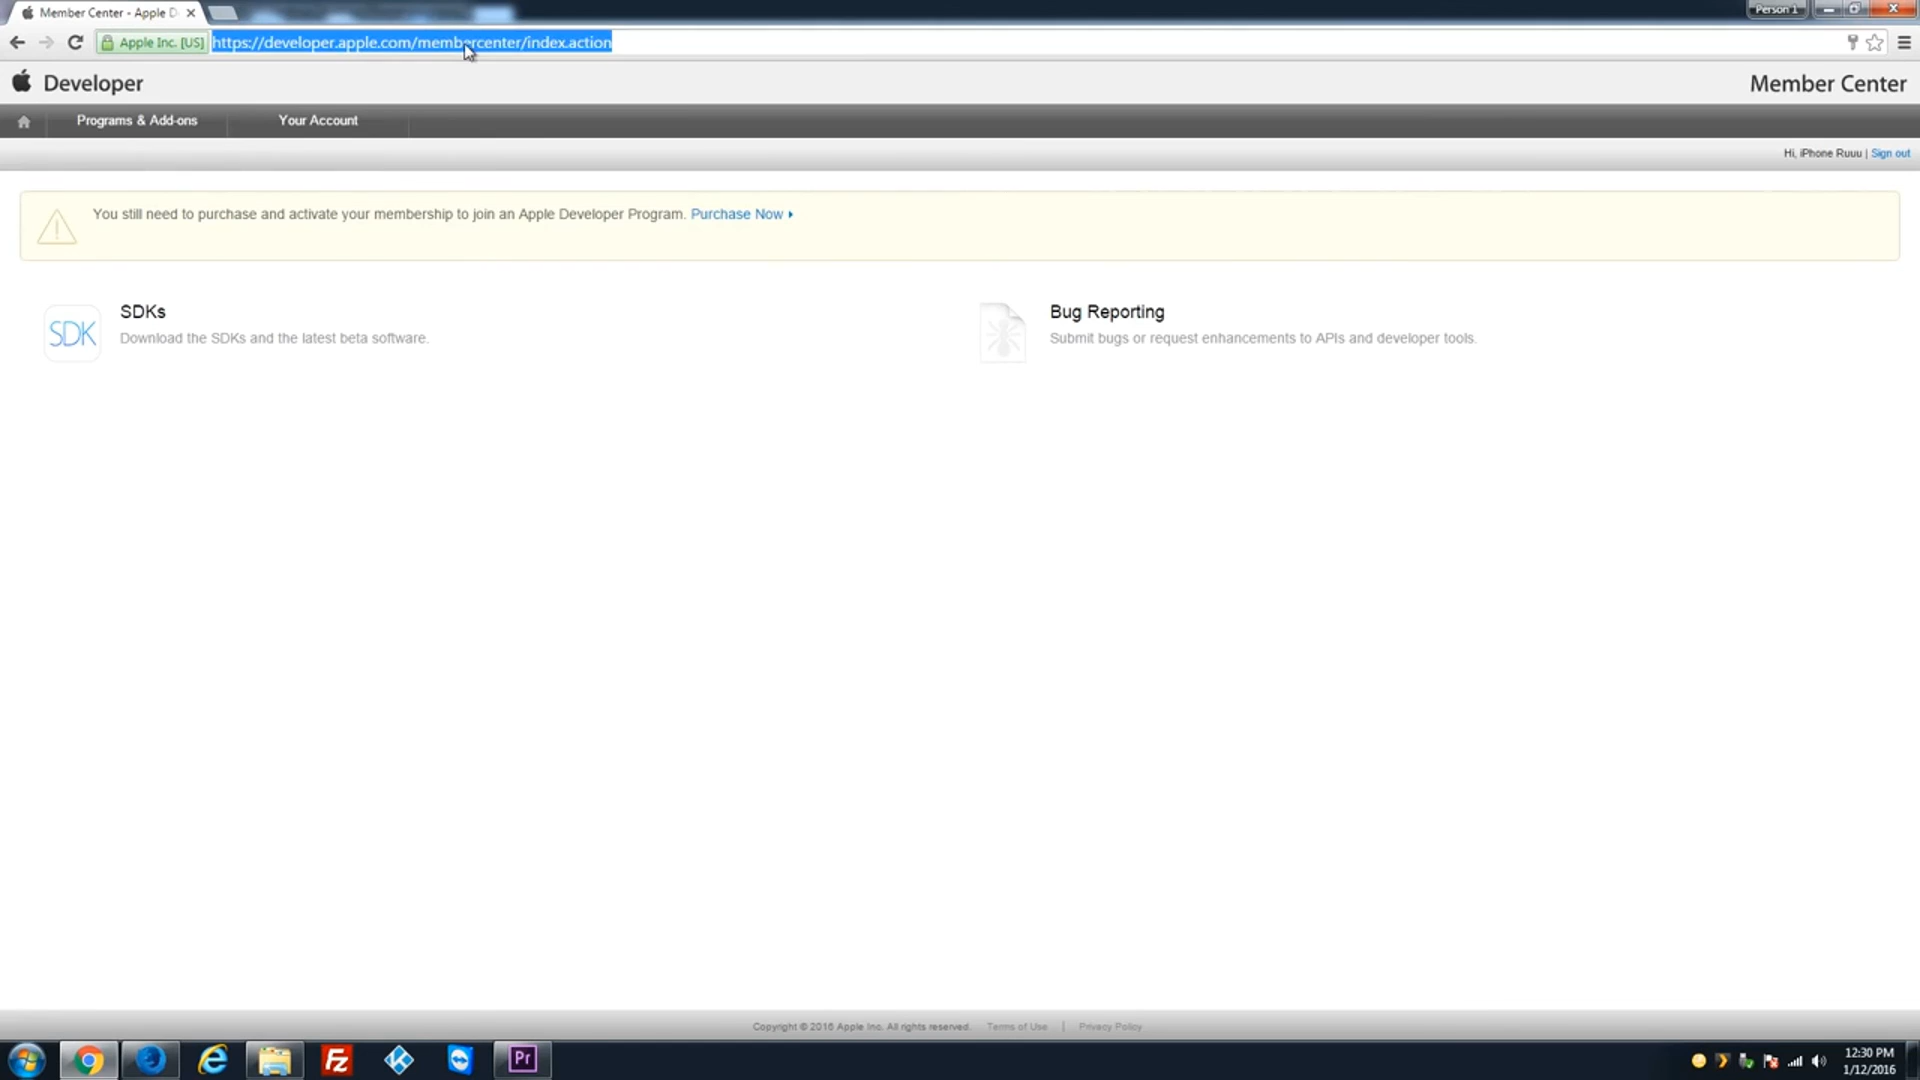 Member Center - Apple D
Person 1
Apple Inc. [US] https://developer.apple.com/membercenter/index.action
Developer
Member Center
Programs & Add-ons
Your Account
Hi, iPhone Ruuu | Sign out
You still need to purchase and activate your membership to join an Apple Developer Program. Purchase Now
SDK
SDKs
Download the SDKs and the latest beta software.
Bug Reporting
Submit bugs or request enhancements to APIs and developer tools.
Copyright © 2016 Apple Inc. All rights reserved. Terms of Use | Privacy Policy
Fz
Pr
12:30 PM
1/12/2016